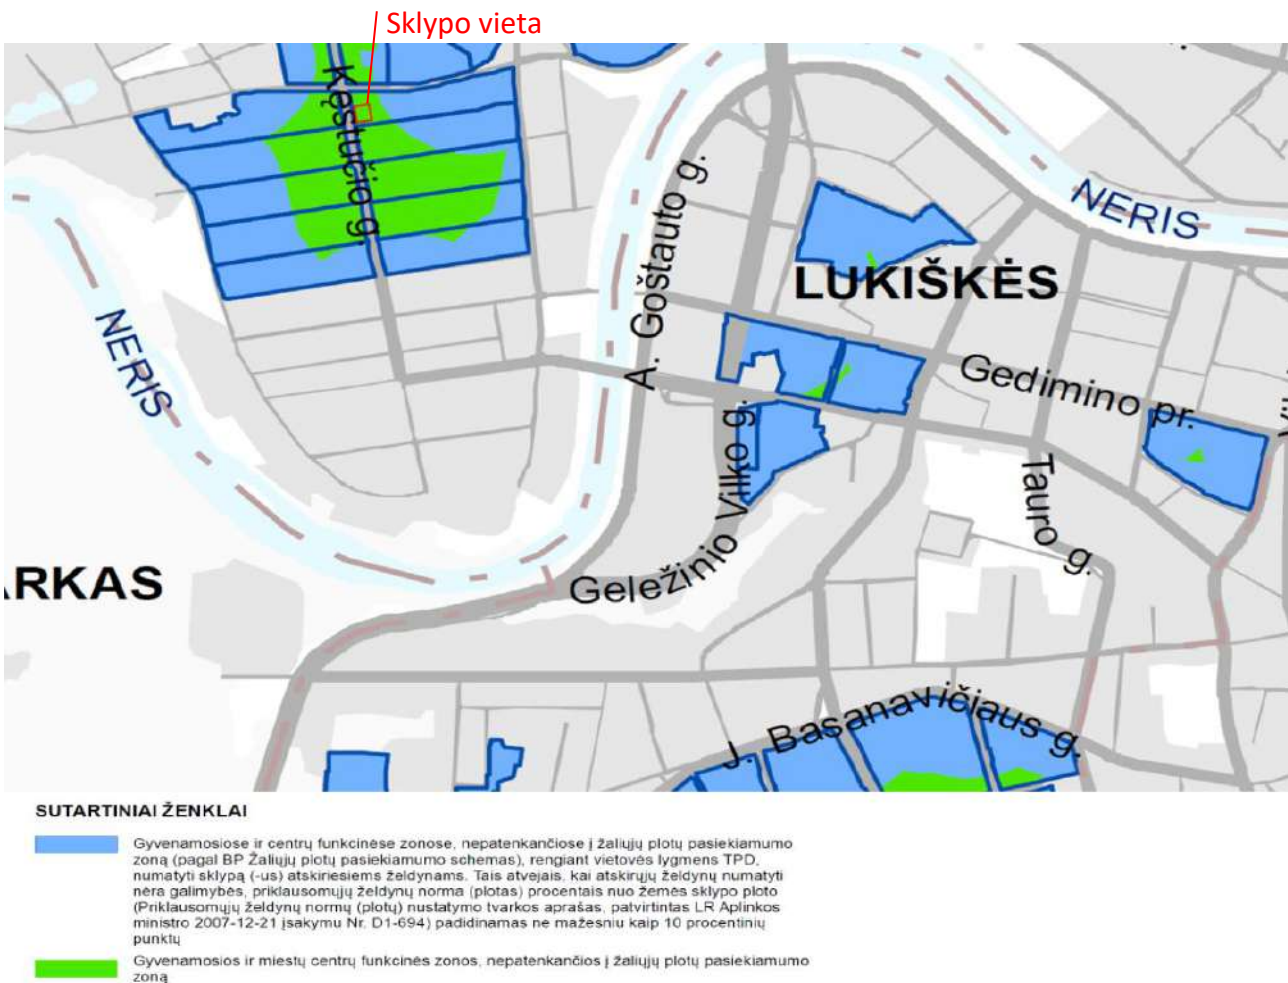 Sklypo vieta
Kęstučio g.
A. Goštauto g.
NERIS
LUKIŠKĖS
NERIS
Gedimino pr.
Geležinio Vilko g.
Tauro g.
ARKAS
J. Basanavičiaus g.
SUTARTINIAI ŽENKLAI
Gyvenamosiose ir centrų funkcinėse zonose, nepatenkančiose į žaliųjų plotų pasiekiamumo
zoną (pagal BP Žaliųjų plotų pasiekiamumo schemas), rengiant vietovės lygmens TPD,
numatyti sklypą (-us) atskiriesiems želdynams. Tais atvejais, kai atskirųjų želdynų numatyti
nėra galimybės, priklausomųjų želdynų norma (plotas) procentais nuo žemės sklypo ploto
(Priklausomųjų želdynų normų (plotų) nustatymo tvarkos aprašas, patvirtintas LR Aplinkos
ministro 2007-12-21 įsakymu Nr. D1-694) padidinamas ne mažesniu kaip 10 procentinių
punktų
Gyvenamosios ir miestų centrų funkcinės zonos, nepatenkančios į žaliųjų plotų pasiekiamumo
zoną